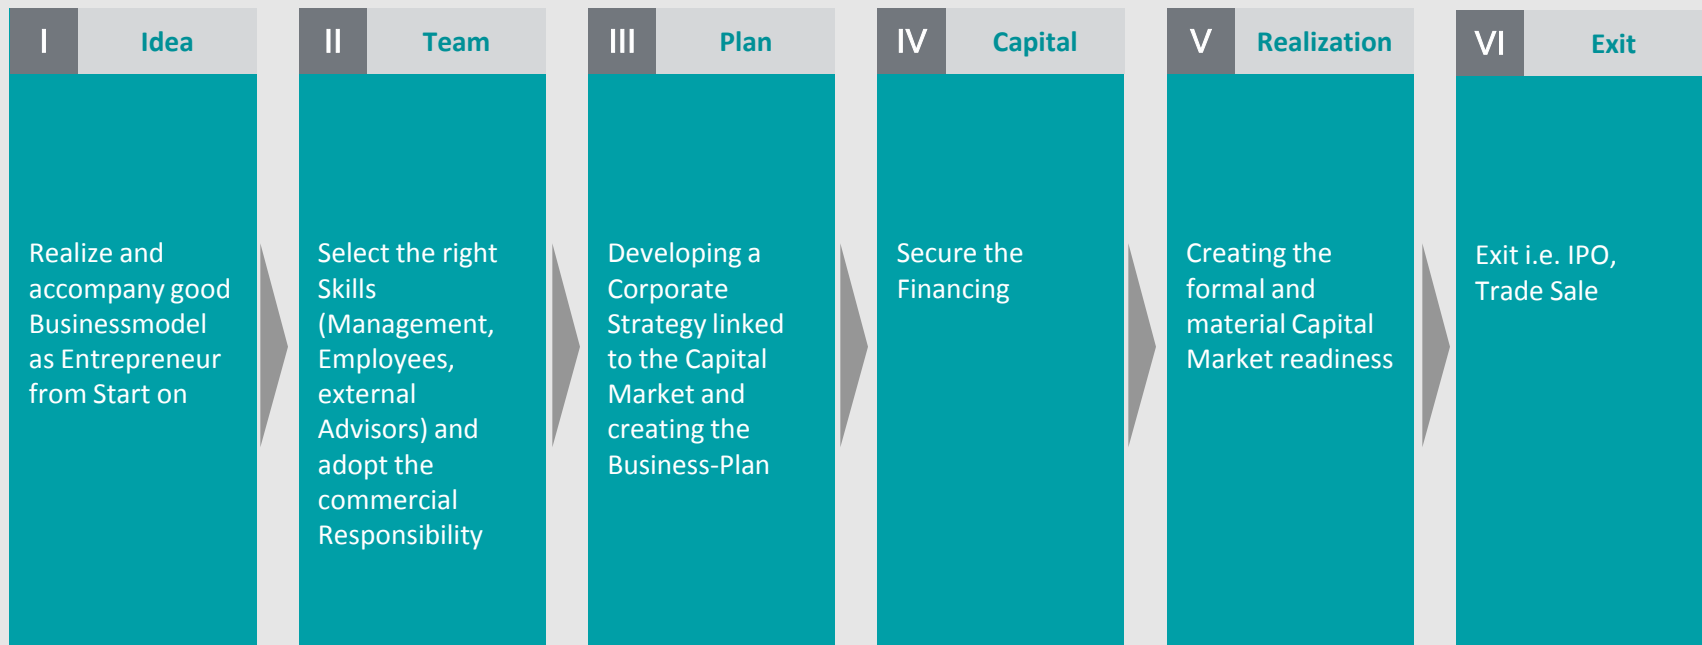 I
Idea
Realize and
accompany good
Businessmodel
as Entrepreneur
from Start on
II
Team
Select the right
Skills
(Management,
Employees,
external
Advisors) and
adopt the
commercial
Responsibility
III
Plan
Developing a
Corporate
Strategy linked
to the Capital
Market and
creating the
Business-Plan
IV
Capital
Secure the
Financing
V
Realization
Creating the
formal and
material Capital
Market readiness
VI
Exit
Exit i.e. IPO,
Trade Sale